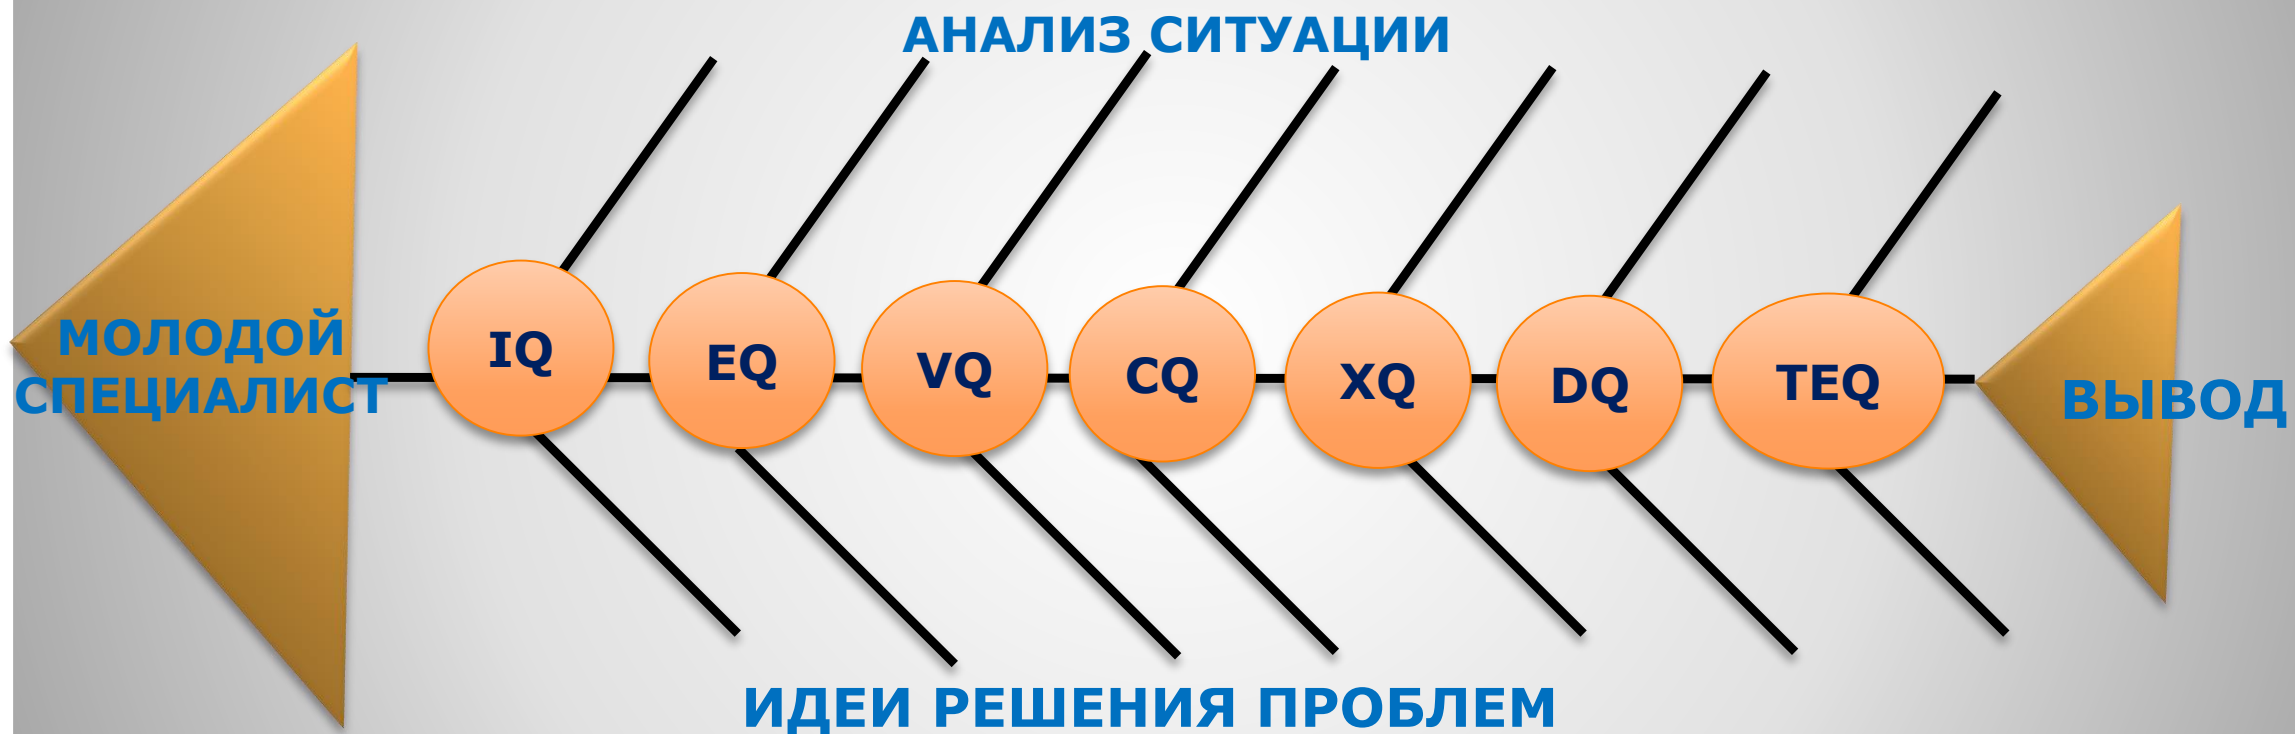 АНАЛИЗ СИТУАЦИИ
МОЛОДОЙ
СПЕЦИАЛИСТ
IQ
EQ
VQ
CQ
XQ
DQ
TEQ
ВЫВОД
ИДЕИ РЕШЕНИЯ ПРОБЛЕМ